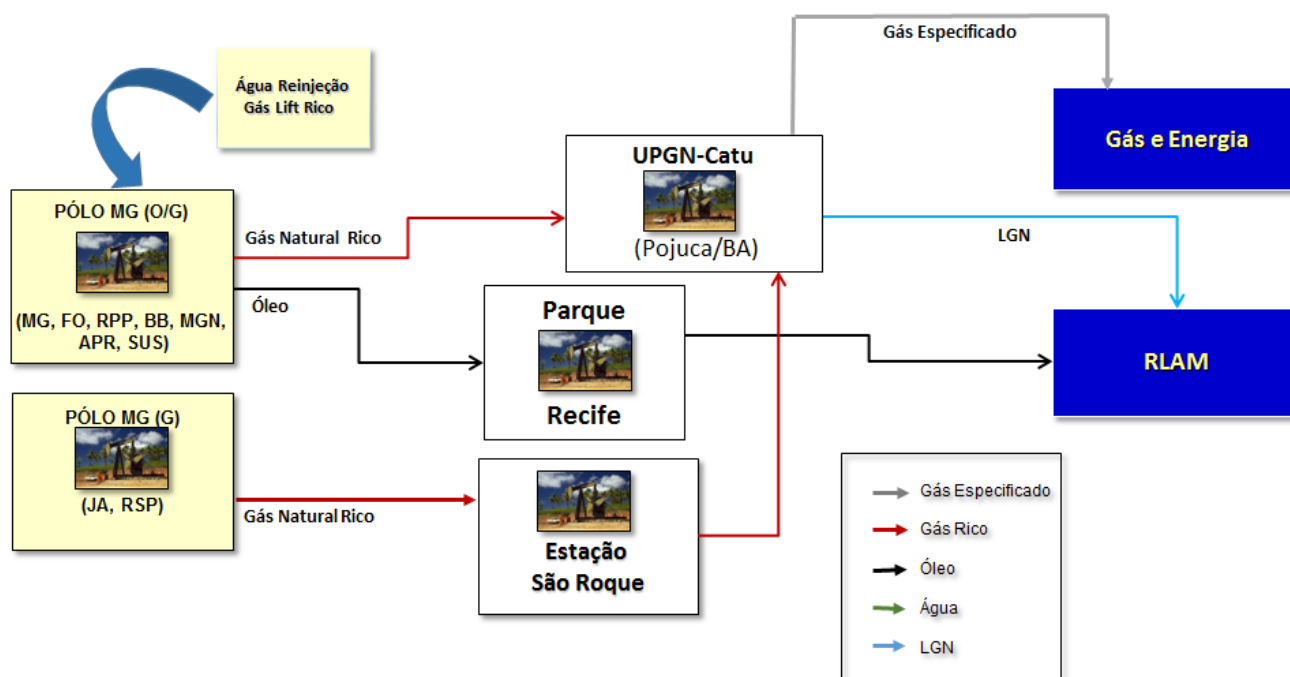 Gás Especificado
Água Reinjeção
Gás Lift Rico
Gás e Energia
UPGN-Catu
(Pojuca/BA)
PÓLO MG (O/G)
Gás Natural Rico
LGN
Óleo
(MG, FO, RPP, BB, MGN,
APR, SUS)
Parque
Recife
RLAM
PÓLO MG (G)
(JA, RSP)
Gás Natural Rico
Estação
São Roque
Gás Especificado
Gás Rico
Óleo
Água
LGN